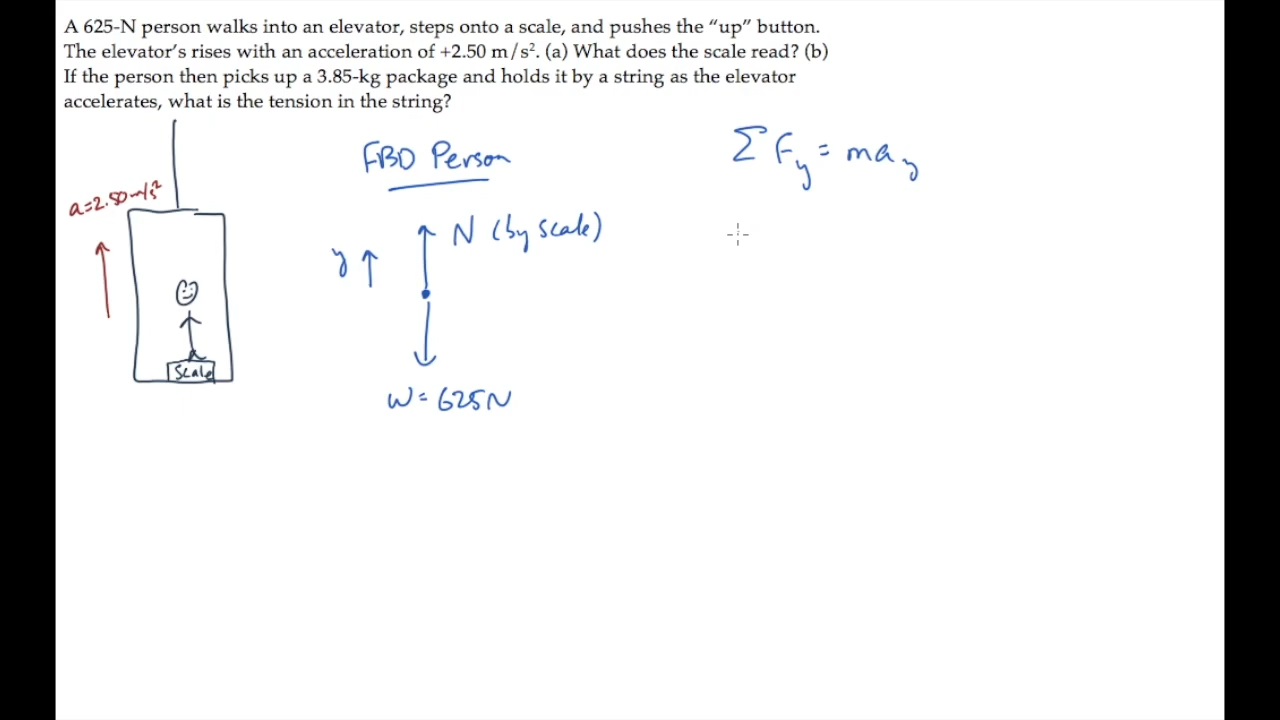 A 625-N person walks into an elevator, steps onto a scale, and pushes the “up” button.
The elevator’s rises with an acceleration of +2.50 m/s². (a) What does the scale read? (b)
If the person then picks up a 3.85-kg package and holds it by a string as the elevator
accelerates, what is the tension in the string?
FBD Person
Σ Fy = may
a=2.50m/s²
N (by scale)
y
Scale
W= 625N